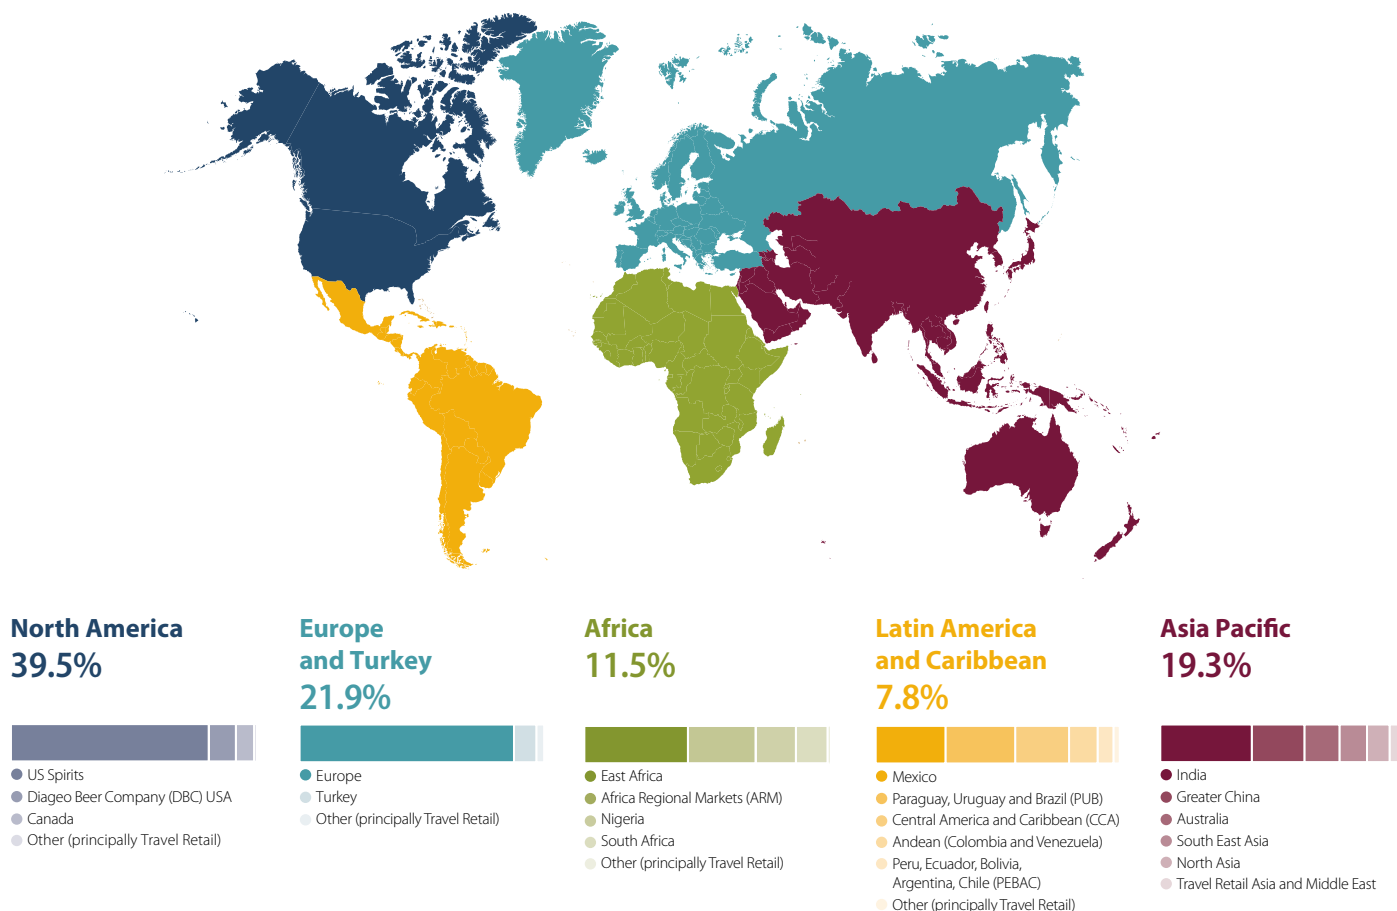 North America
39.5%
US Spirits
Diageo Beer Company (DBC) USA
Canada
Other (principally Travel Retail)
Europe
and Turkey
21.9%
Europe
Turkey
Other (principally Travel Retail)
Africa
11.5%
East Africa
Africa Regional Markets (ARM)
Nigeria
South Africa
Other (principally Travel Retail)
Latin America
and Caribbean
7.8%
Mexico
Paraguay, Uruguay and Brazil (PUB)
Central America and Caribbean (CCA)
Andean (Colombia and Venezuela)
Peru, Ecuador, Bolivia,
Argentina, Chile (PEBAC)
Other (principally Travel Retail)
Asia Pacific
19.3%
India
Greater China
Australia
South East Asia
North Asia
Travel Retail Asia and Middle East